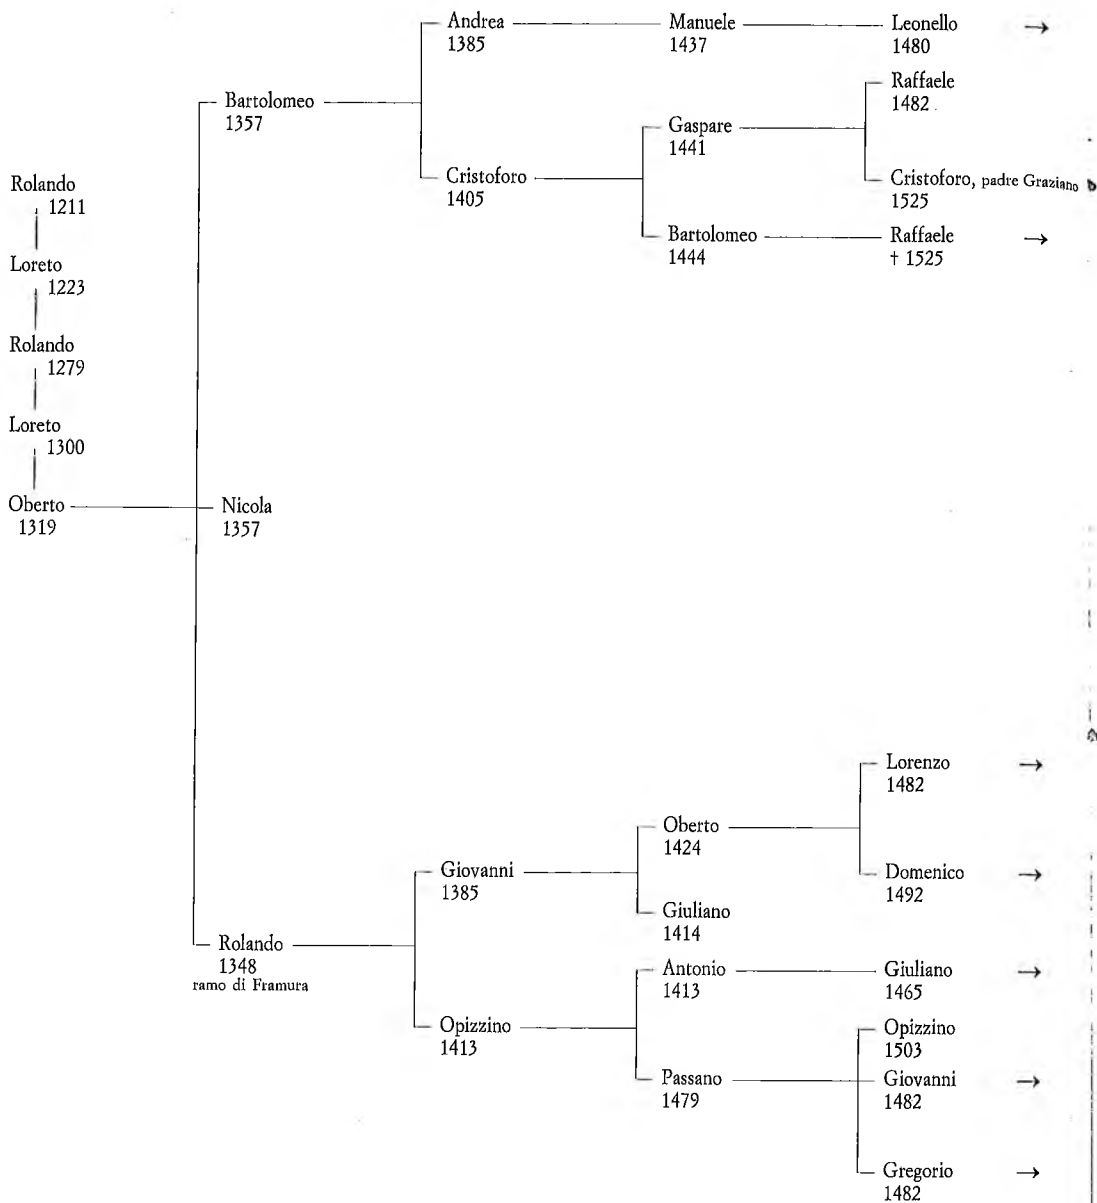 Andrea
1385
Manuele
1437
Leonello
1480
→
Bartolomeo
1357
Raffaele
1482
Gaspare
1441
Cristoforo
1405
Cristoforo, padre Graziano
1525
Bartolomeo
1444
Raffaele
† 1525
→
Rolando
1211
Loreto
1223
Rolando
1279
Loreto
1300
Oberto
1319
Nicola
1357
Lorenzo
1482
→
Oberto
1424
Giovanni
1385
Domenico
1492
→
Giuliano
1414
Rolando
1348
ramo di Framura
Antonio
1413
Giuliano
1465
→
Opizzino
1413
Opizzino
1503
Passano
1479
Giovanni
1482
→
Gregorio
1482
→